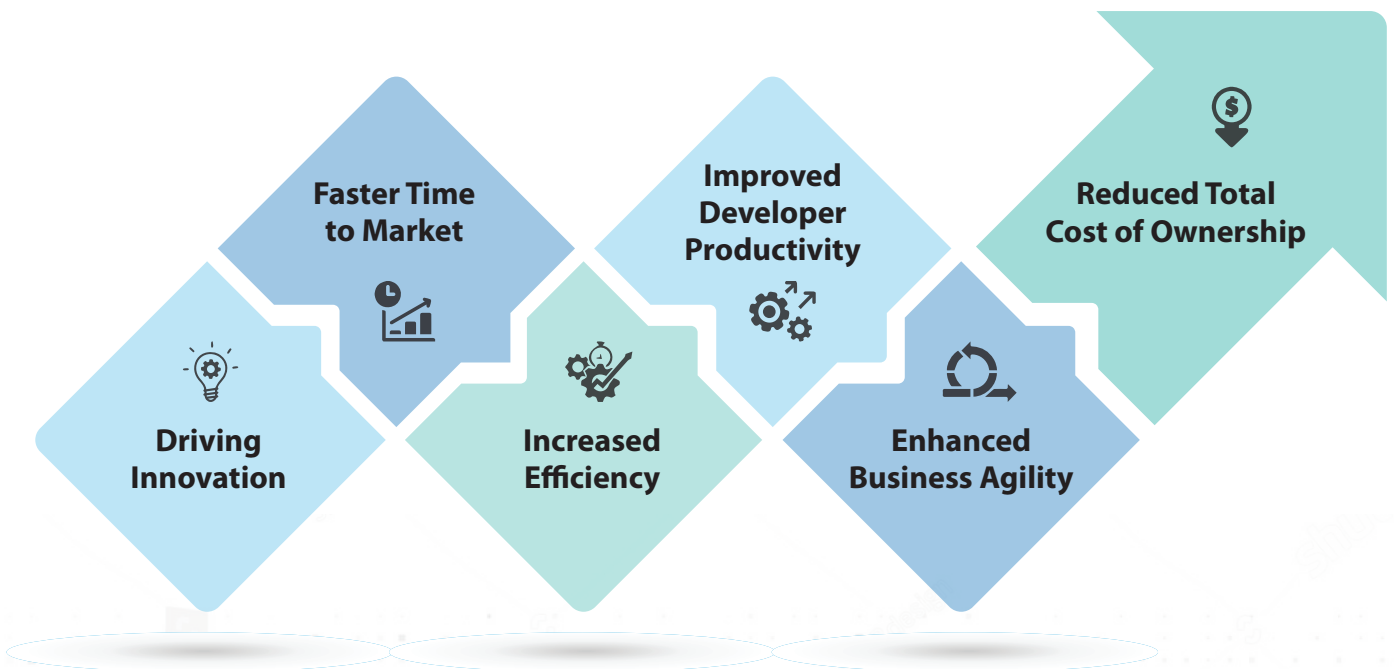 Driving
Innovation
Faster Time
to Market
Increased
Efficiency
Improved
Developer
Productivity
Enhanced
Business Agility
Reduced Total
Cost of Ownership
$